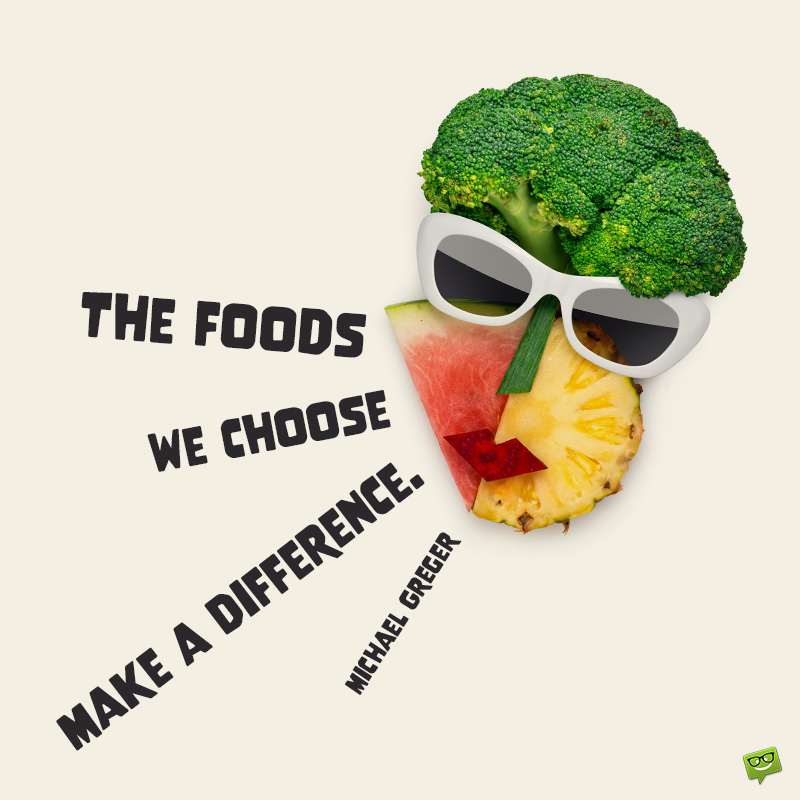 THE FOODS
WE CHOOSE
MAKE A DIFFERENCE.
MICHAEL GREGER